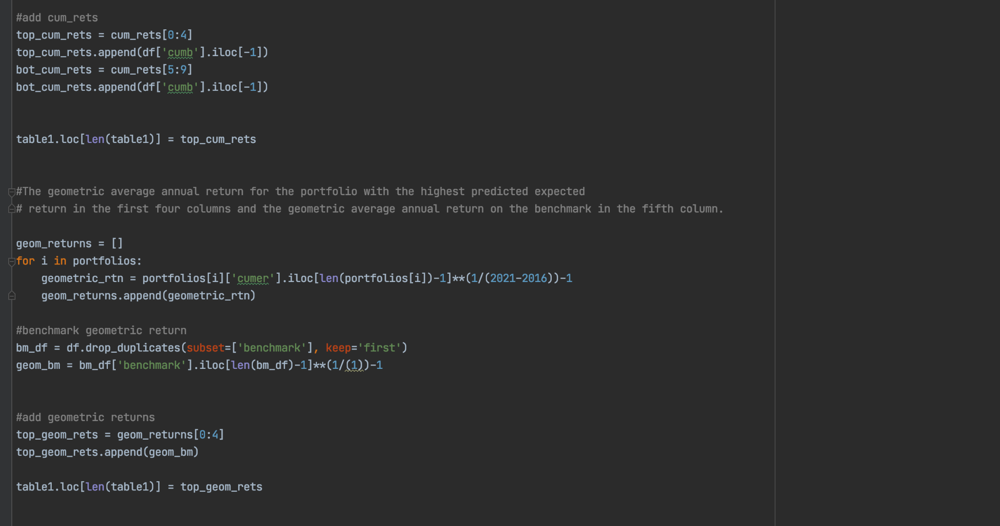 #add cum_rets
top_cum_rets = cum_rets[0:4]
top_cum_rets.append(df['cumb'].iloc[-1])
bot_cum_rets = cum_rets[5:9]
bot_cum_rets.append(df['cumb'].iloc[-1])
table1.loc[len(table1)] = top_cum_rets
#The geometric average annual return for the portfolio with the highest predicted expected
# return in the first four columns and the geometric average annual return on the benchmark in the fifth column.
geom_returns = []
for i in portfolios:
    geometric_rtn = portfolios[i]['cumer'].iloc[len(portfolios[i])-1]**(1/(2021-2016))-1
    geom_returns.append(geometric_rtn)
#benchmark geometric return
bm_df = df.drop_duplicates(subset=['benchmark'], keep='first')
geom_bm = bm_df['benchmark'].iloc[len(bm_df)-1]**(1/(1))-1
#add geometric returns
top_geom_rets = geom_returns[0:4]
top_geom_rets.append(geom_bm)
table1.loc[len(table1)] = top_geom_rets